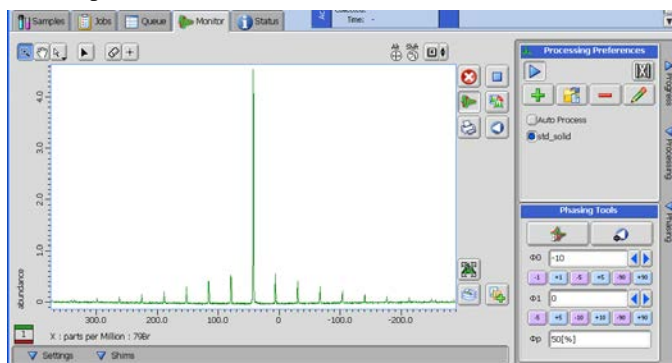 Samples Jobs Queue Monitor Status
Time: -
Processing Preferences
Auto Process
std_solid
Progress
Processing
Phasing
Phasing Tools
Φ0 -10
-1 +1 -5 +5 -90 +90
Φ1 0
-5 +5 -10 +10 -90 +90
Φp 50[%]
4.0
3.0
2.0
1.0
0
abundance
300.0 200.0 100.0 0 -100.0 -200.0
1 X : parts per Million : 79Br
Settings Shims